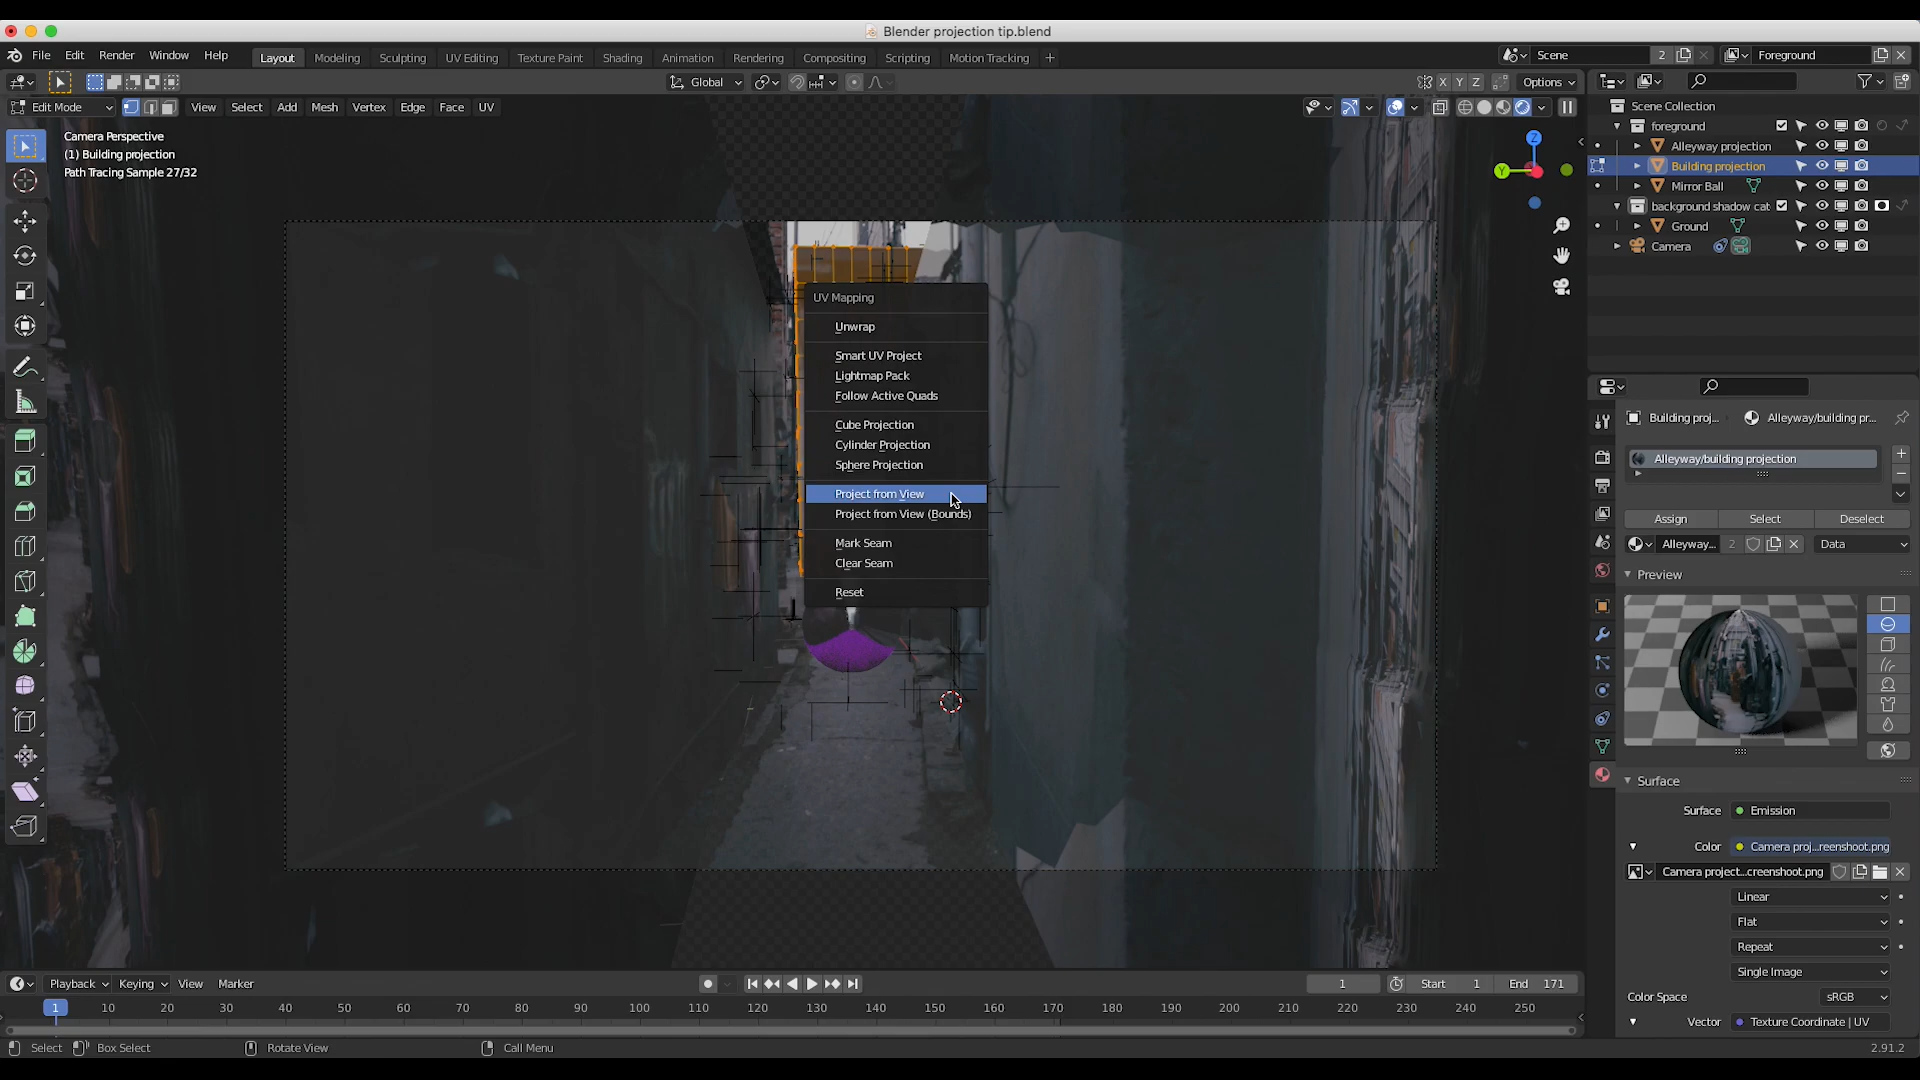 Blender projection tip.blend
File Edit Render Window Help Layout Modeling Sculpting UV Editing Texture Paint Shading Animation Rendering Compositing Scripting Motion Tracking + Scene 2 Foreground
Global X Y Z Options
Edit Mode View Select Add Mesh Vertex Edge Face UV
Camera Perspective
(1) Building projection
Path Tracing Sample 27/32
Z
Y
UV Mapping
Unwrap
Smart UV Project
Lightmap Pack
Follow Active Quads
Cube Projection
Cylinder Projection
Sphere Projection
Project from View
Project from View (Bounds)
Mark Seam
Clear Seam
Reset
Scene Collection
foreground
Alleyway projection
Building projection
Mirror Ball
background shadow cat
Ground
Camera
Building proj... Alleyway/building pr...
Alleyway/building projection
Assign Select Deselect
Alleyway... 2 Data
Preview
Surface
Surface Emission
Color Camera proj...reenshoot.png
Camera project...creenshoot.png
Linear
Flat
Repeat
Single Image
Color Space sRGB
Vector Texture Coordinate | UV
Playback Keying View Marker 1 Start 1 End 171
1 10 20 30 40 50 60 70 80 90 100 110 120 130 140 150 160 170 180 190 200 210 220 230 240 250
Select Box Select Rotate View Call Menu 2.91.2